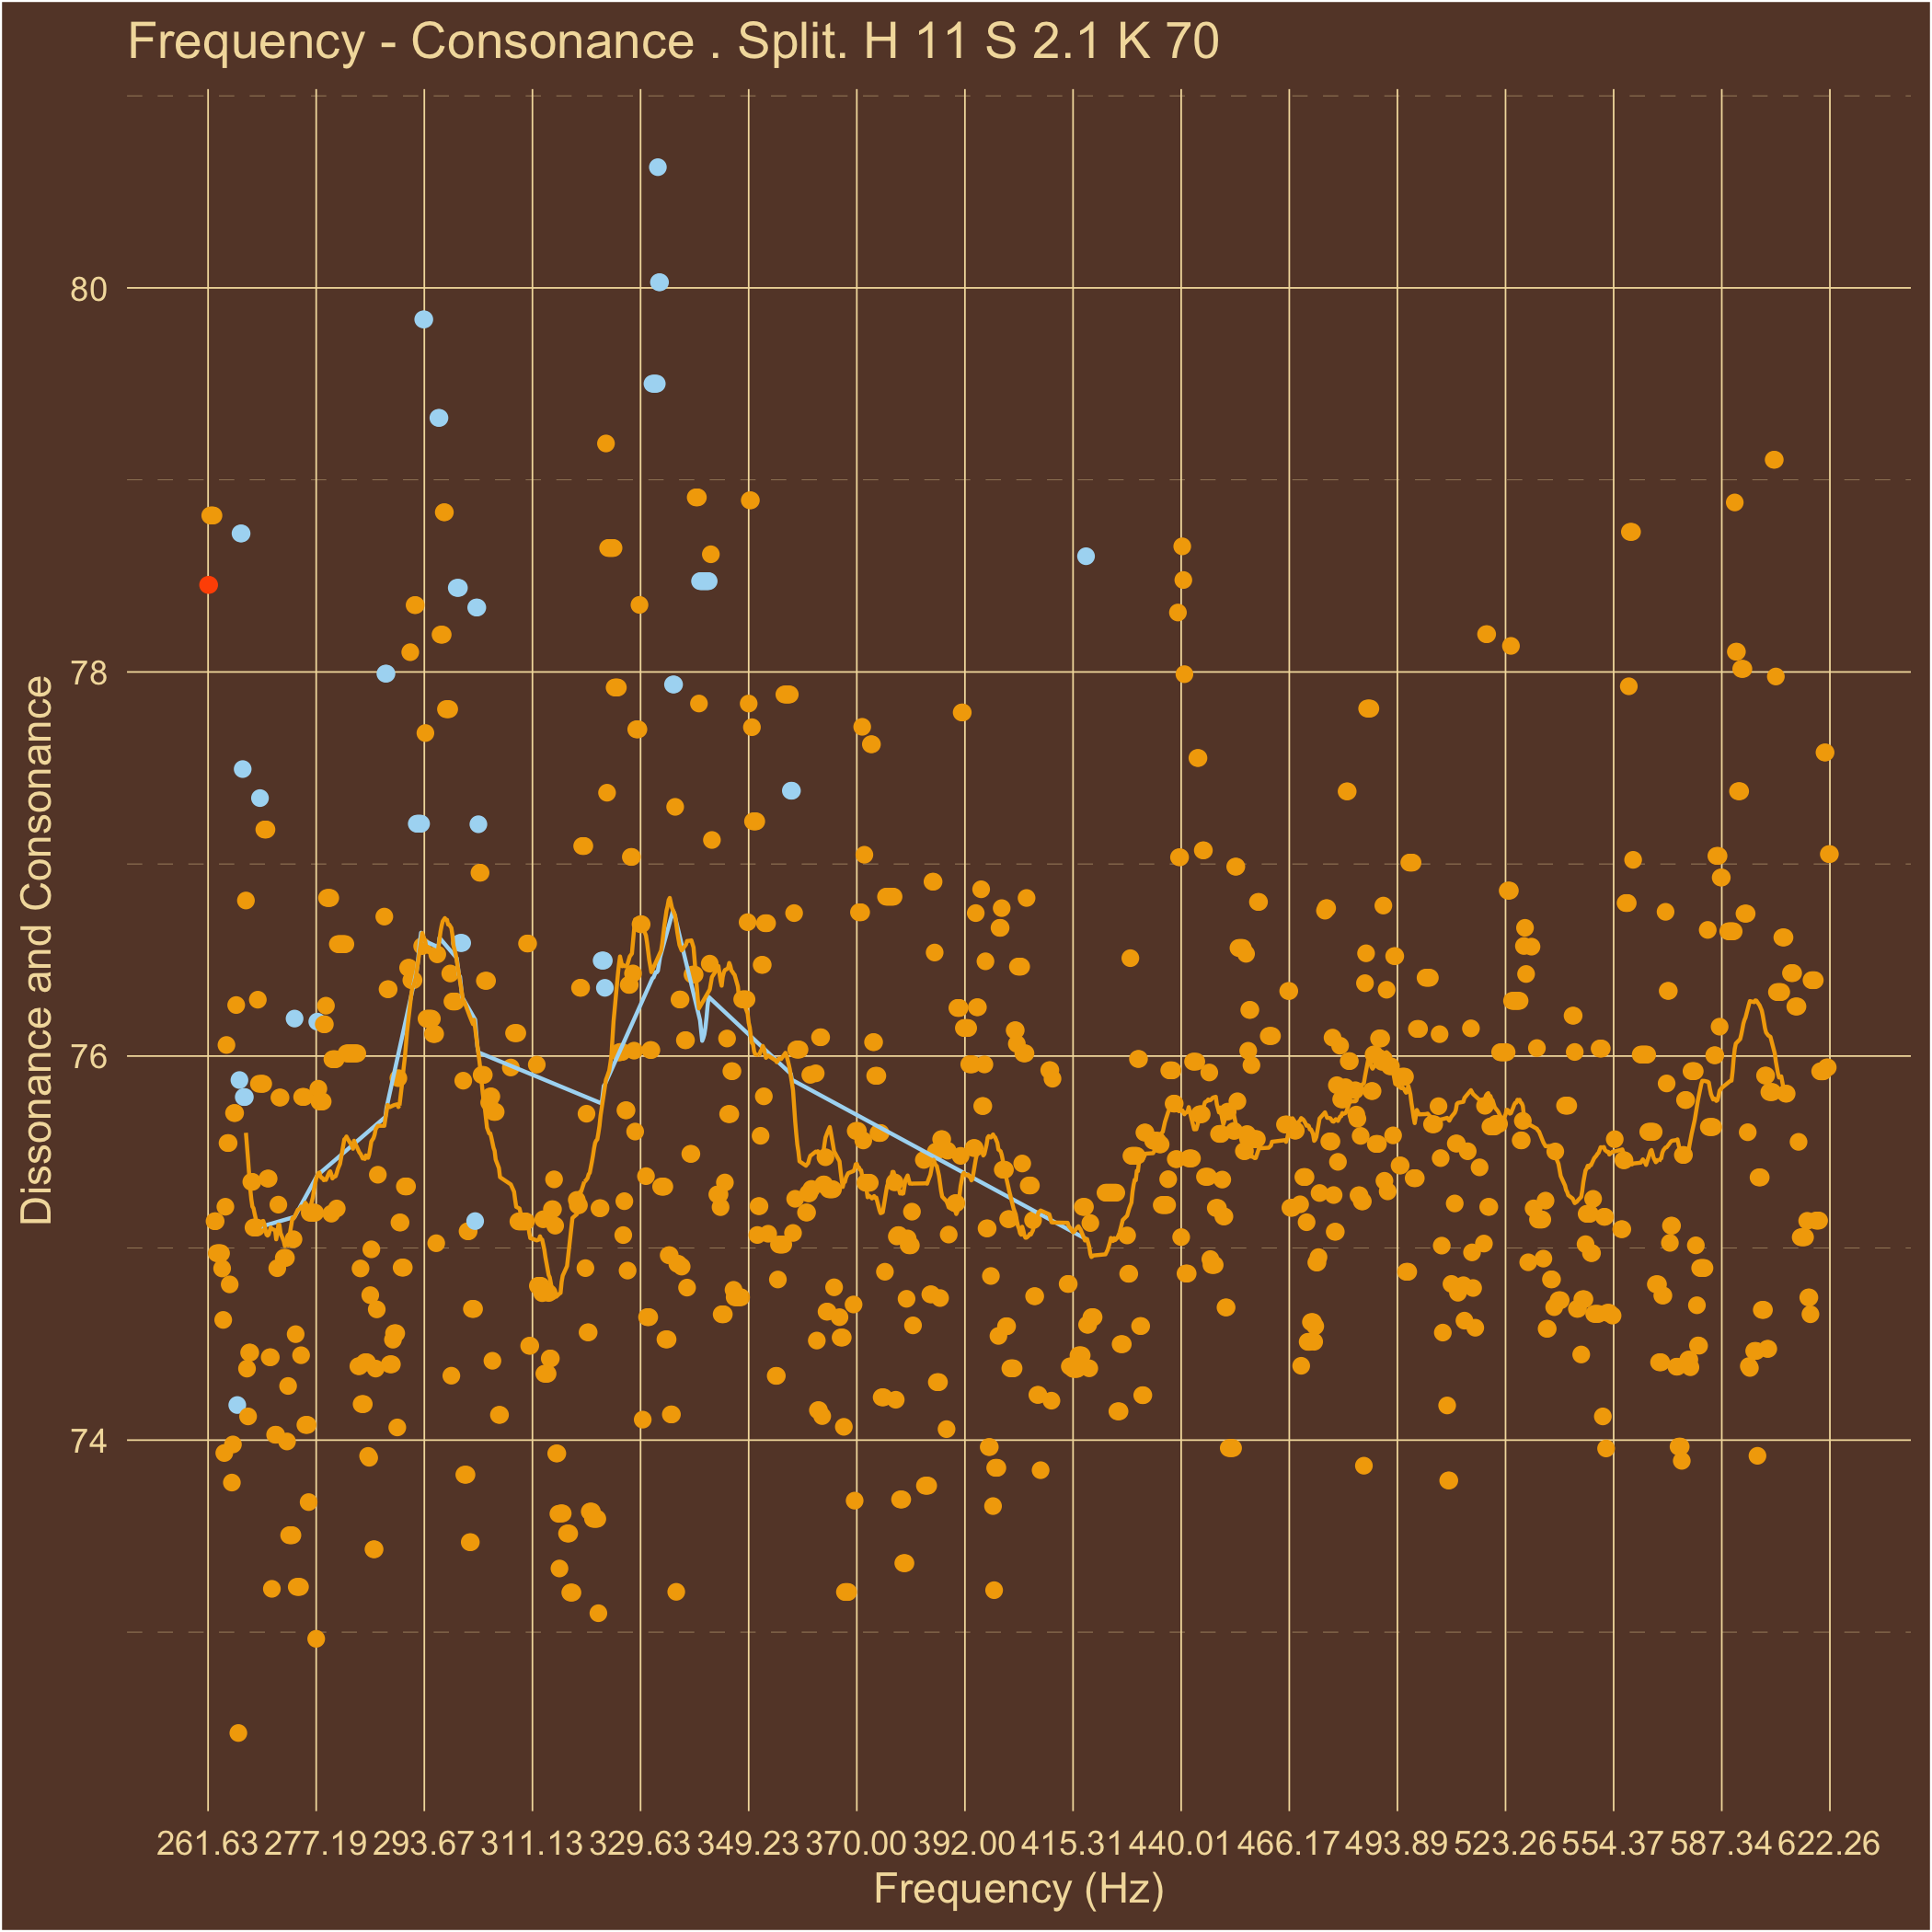 Frequency - Consonance . Split. H 11 S 2.1 K 70
Dissonance and Consonance
80
78
76
74
261.63 277.19 293.67 311.13 329.63 349.23 370.00 392.00 415.31 440.01 466.17 493.89 523.26 554.37 587.34 622.26
Frequency (Hz)